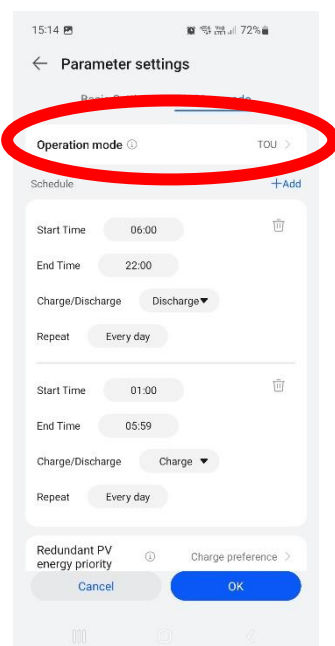 15:14 72%
Parameter settings
Operation mode TOU
Schedule +Add
Start Time 06:00
End Time 22:00
Charge/Discharge Discharge
Repeat Every day
Start Time 01:00
End Time 05:59
Charge/Discharge Charge
Repeat Every day
Redundant PV
energy priority Charge preference
Cancel OK